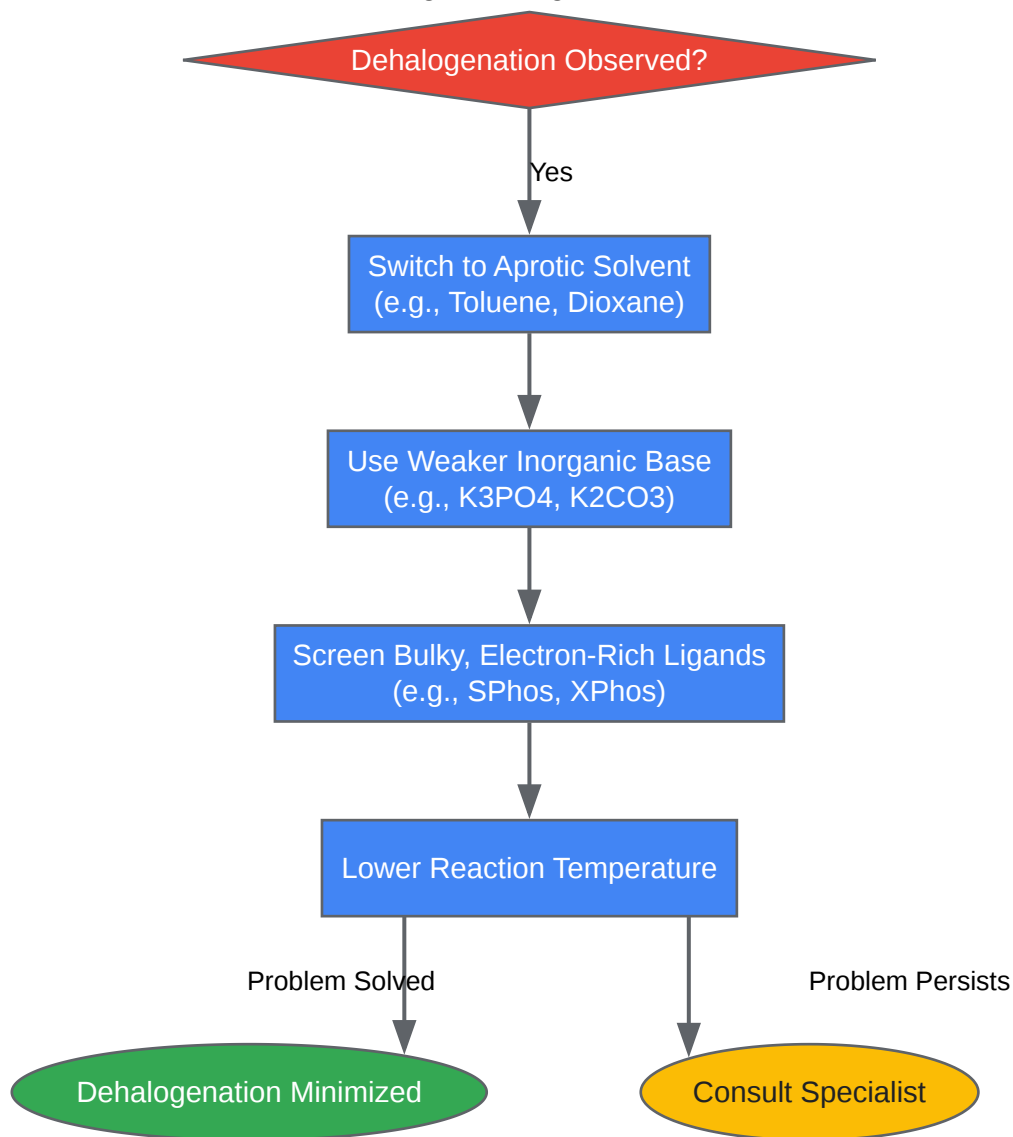 Dehalogenation Observed?
Yes
Switch to Aprotic Solvent
(e.g., Toluene, Dioxane)
Use Weaker Inorganic Base
(e.g., K3PO4, K2CO3)
Screen Bulky, Electron-Rich Ligands
(e.g., SPhos, XPhos)
Lower Reaction Temperature
Problem Solved
Problem Persists
Dehalogenation Minimized
Consult Specialist